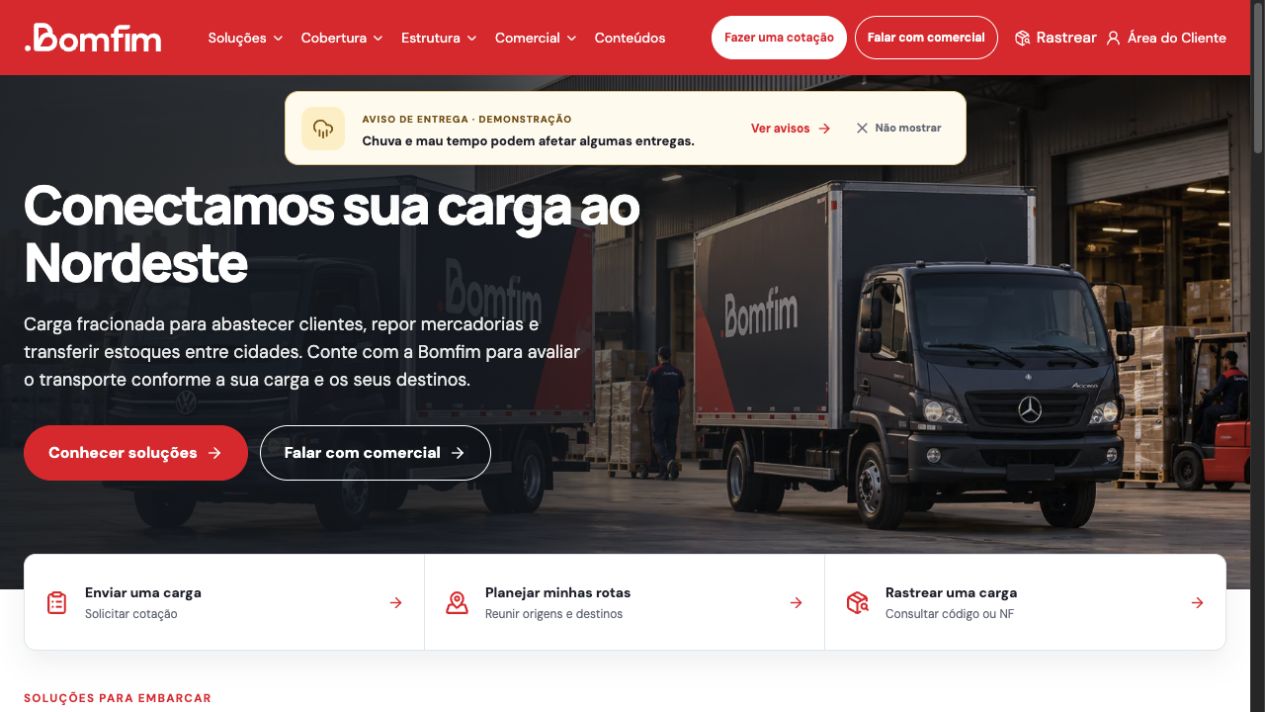 .Bomfim
Soluções
Cobertura
Estrutura
Comercial
Conteúdos
Fazer uma cotação
Falar com comercial
Rastrear
Área do Cliente
AVISO DE ENTREGA · DEMONSTRAÇÃO
Chuva e mau tempo podem afetar algumas entregas.
Ver avisos
Não mostrar
Conectamos sua carga ao
Nordeste
Carga fracionada para abastecer clientes, repor mercadorias e
transferir estoques entre cidades. Conte com a Bomfim para avaliar
o transporte conforme a sua carga e os seus destinos.
Conhecer soluções
Falar com comercial
.Bomfim
.Bomfim
Accelo
Enviar uma carga
Solicitar cotação
Planejar minhas rotas
Reunir origens e destinos
Rastrear uma carga
Consultar código ou NF
SOLUÇÕES PARA EMBARCAR